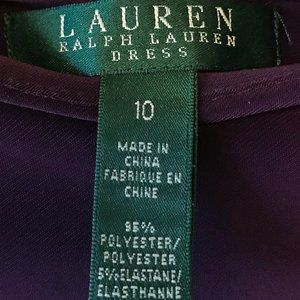 LAUREN
RALPH LAUREN
DRESS
10
MADE IN
CHINA
FABRIQUE EN
CHINE
95%
POLYESTER/
POLYESTER
5%ELASTANE/
ELASTHANNE